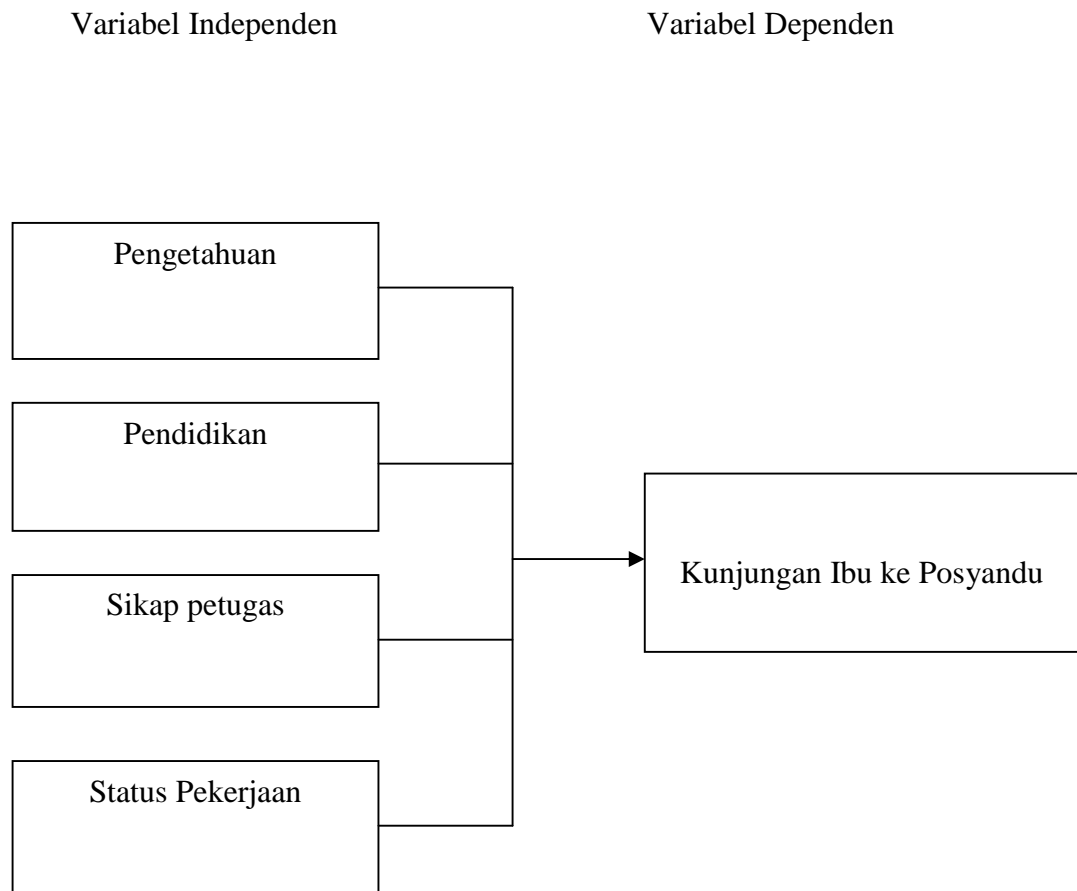 Variabel Independen
Variabel Dependen
Pengetahuan
Pendidikan
Sikap petugas
Status Pekerjaan
Kunjungan Ibu ke Posyandu